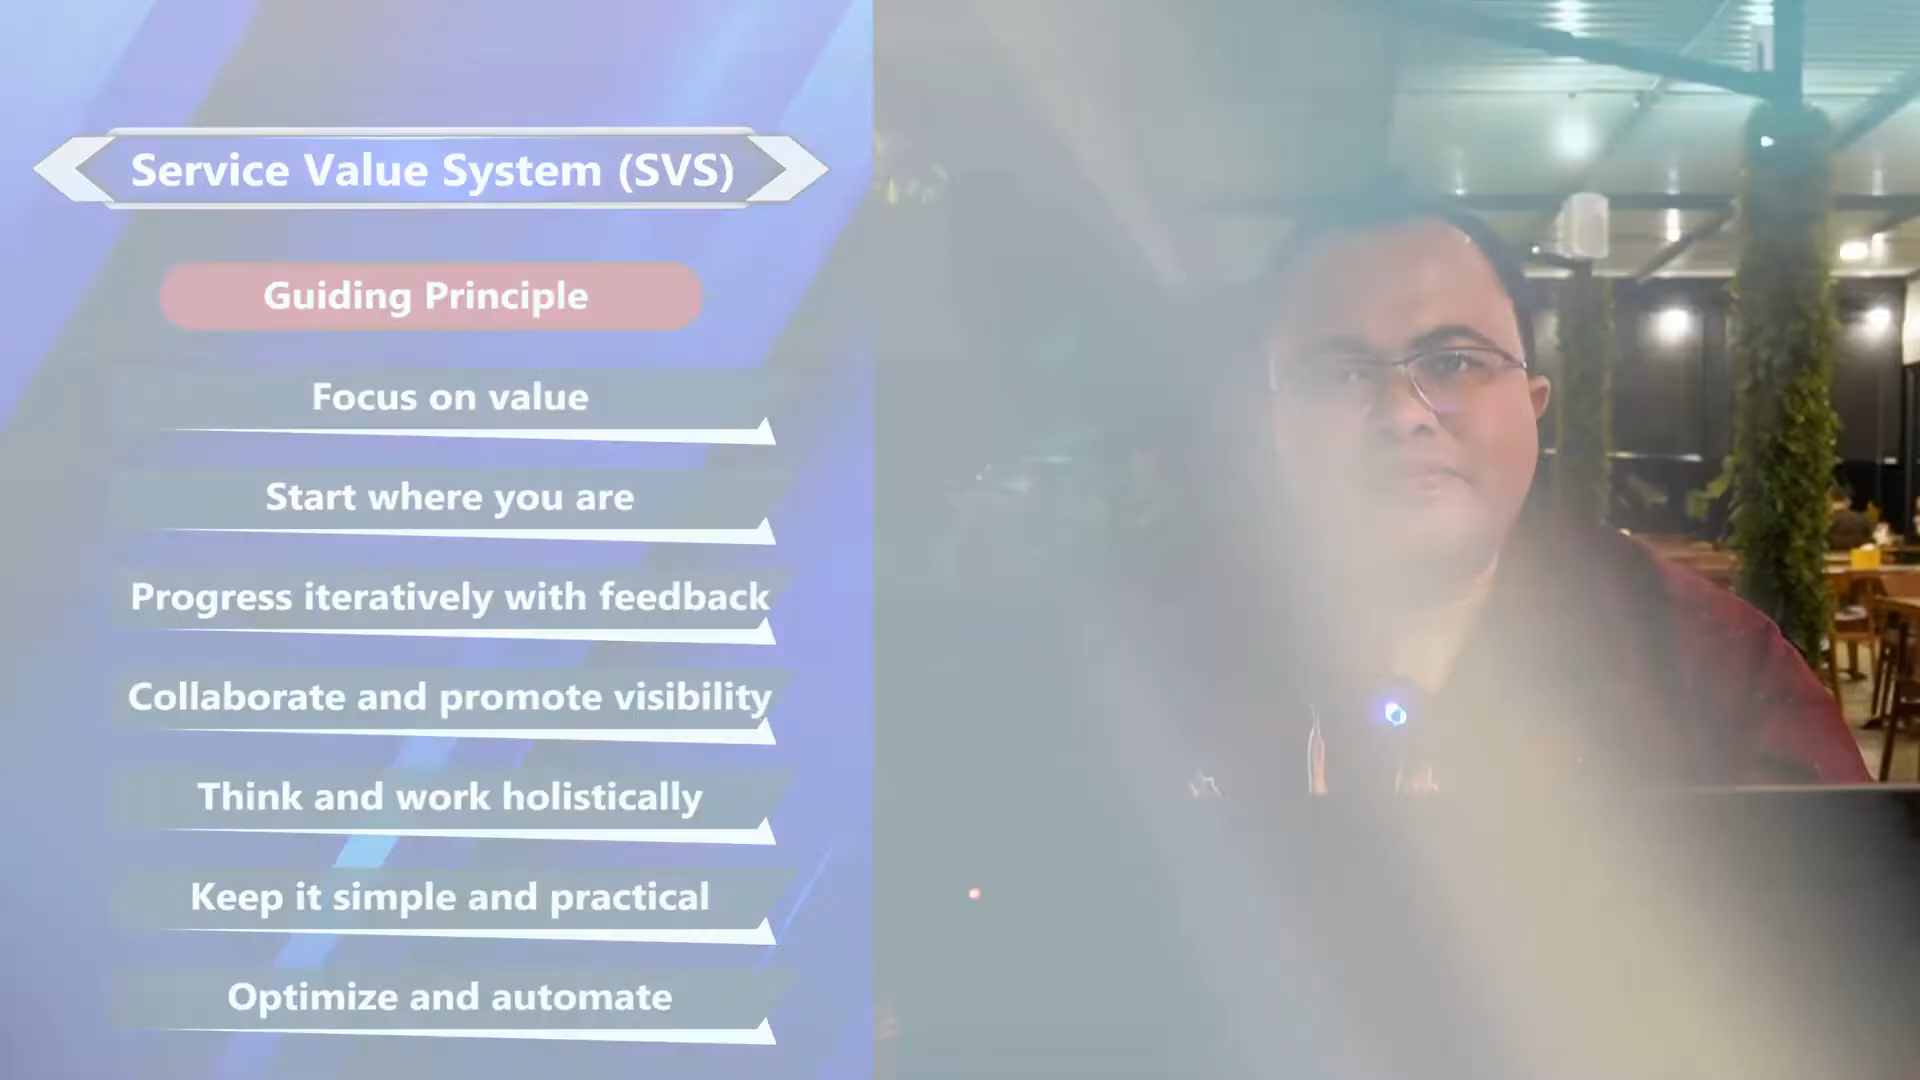 Service Value System (SVS)
Guiding Principle
Focus on value
Start where you are
Progress iteratively with feedback
Collaborate and promote visibility
Think and work holistically
Keep it simple and practical
Optimize and automate